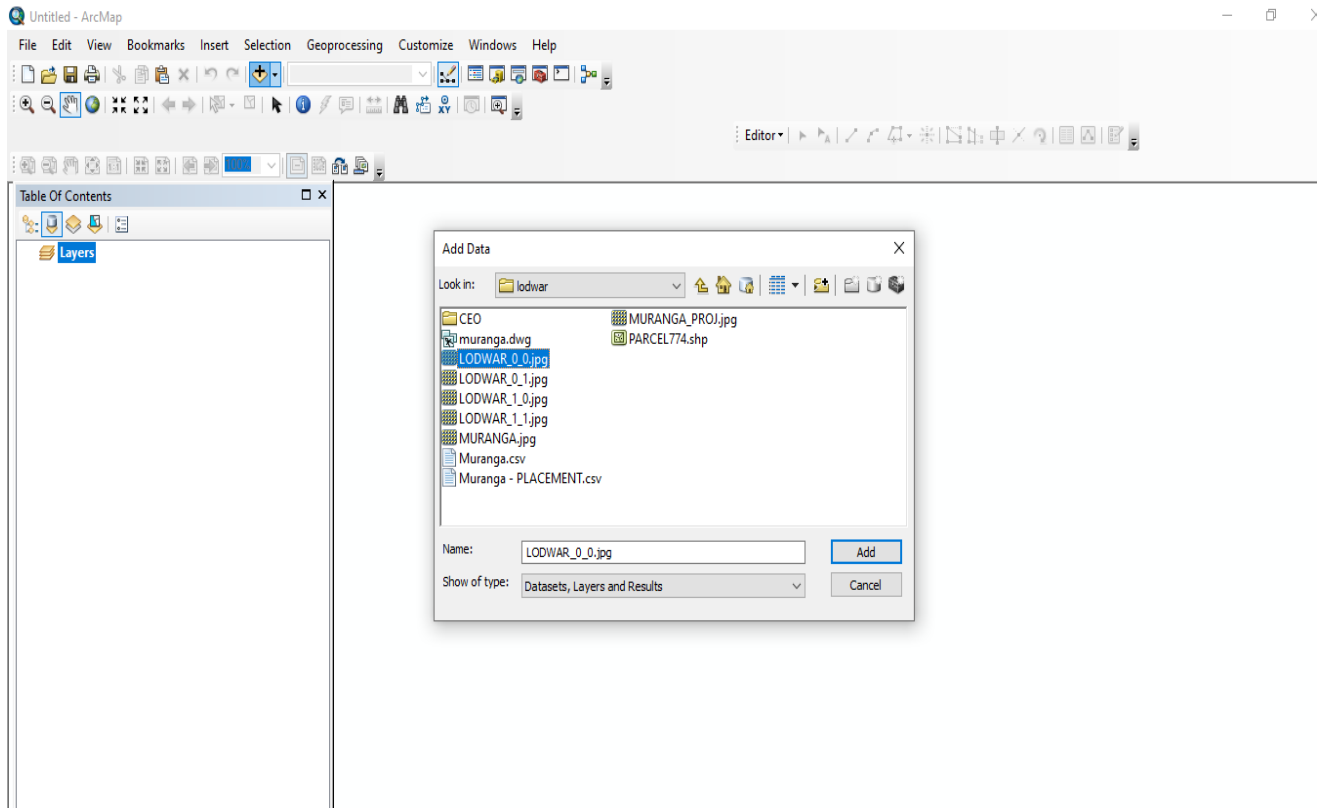 Untitled - ArcMap
File Edit View Bookmarks Insert Selection Geoprocessing Customize Windows Help
Editor
100%
Table Of Contents
Layers
Add Data
Look in: lodwar
CEO
muranga.dwg
LODWAR_0_0.jpg
LODWAR_0_1.jpg
LODWAR_1_0.jpg
LODWAR_1_1.jpg
MURANGA.jpg
Muranga.csv
Muranga - PLACEMENT.csv
MURANGA_PROJ.jpg
PARCEL774.shp
Name: LODWAR_0_0.jpg Add
Show of type: Datasets, Layers and Results Cancel